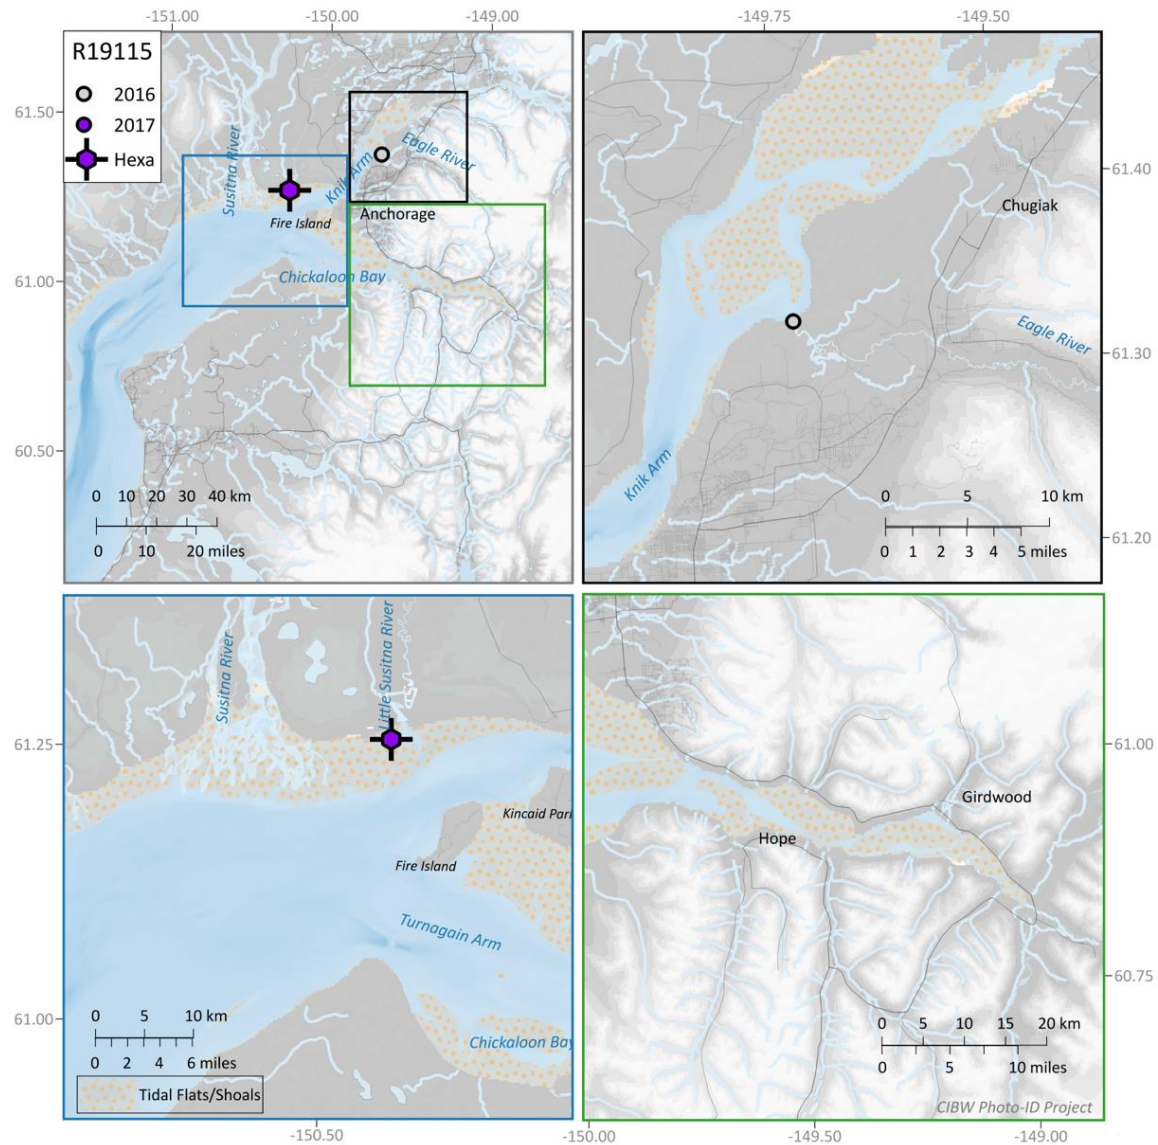 -151.00
-150.00
-149.00
-149.75
-149.50
R19115
2016
2017
Hexa
61.50
61.00
60.50
Susitna River
Knik Arm
Eagle River
Anchorage
Fire Island
Chickaloon Bay
0 10 20 30 40 km
0 10 20 miles
61.40
61.30
61.20
Chugiak
Eagle River
Knik Arm
0 5 10 km
0 1 2 3 4 5 miles
61.25
61.00
Susitna River
Little Susitna River
Kincaid Par
Fire Island
Turnagain Arm
Chickaloon Bay
0 5 10 km
0 2 4 6 miles
Tidal Flats/Shoals
-150.50
61.00
60.75
Girdwood
Hope
0 5 10 15 20 km
0 5 10 miles
CIBW Photo-ID Project
-150.00
-149.50
-149.00